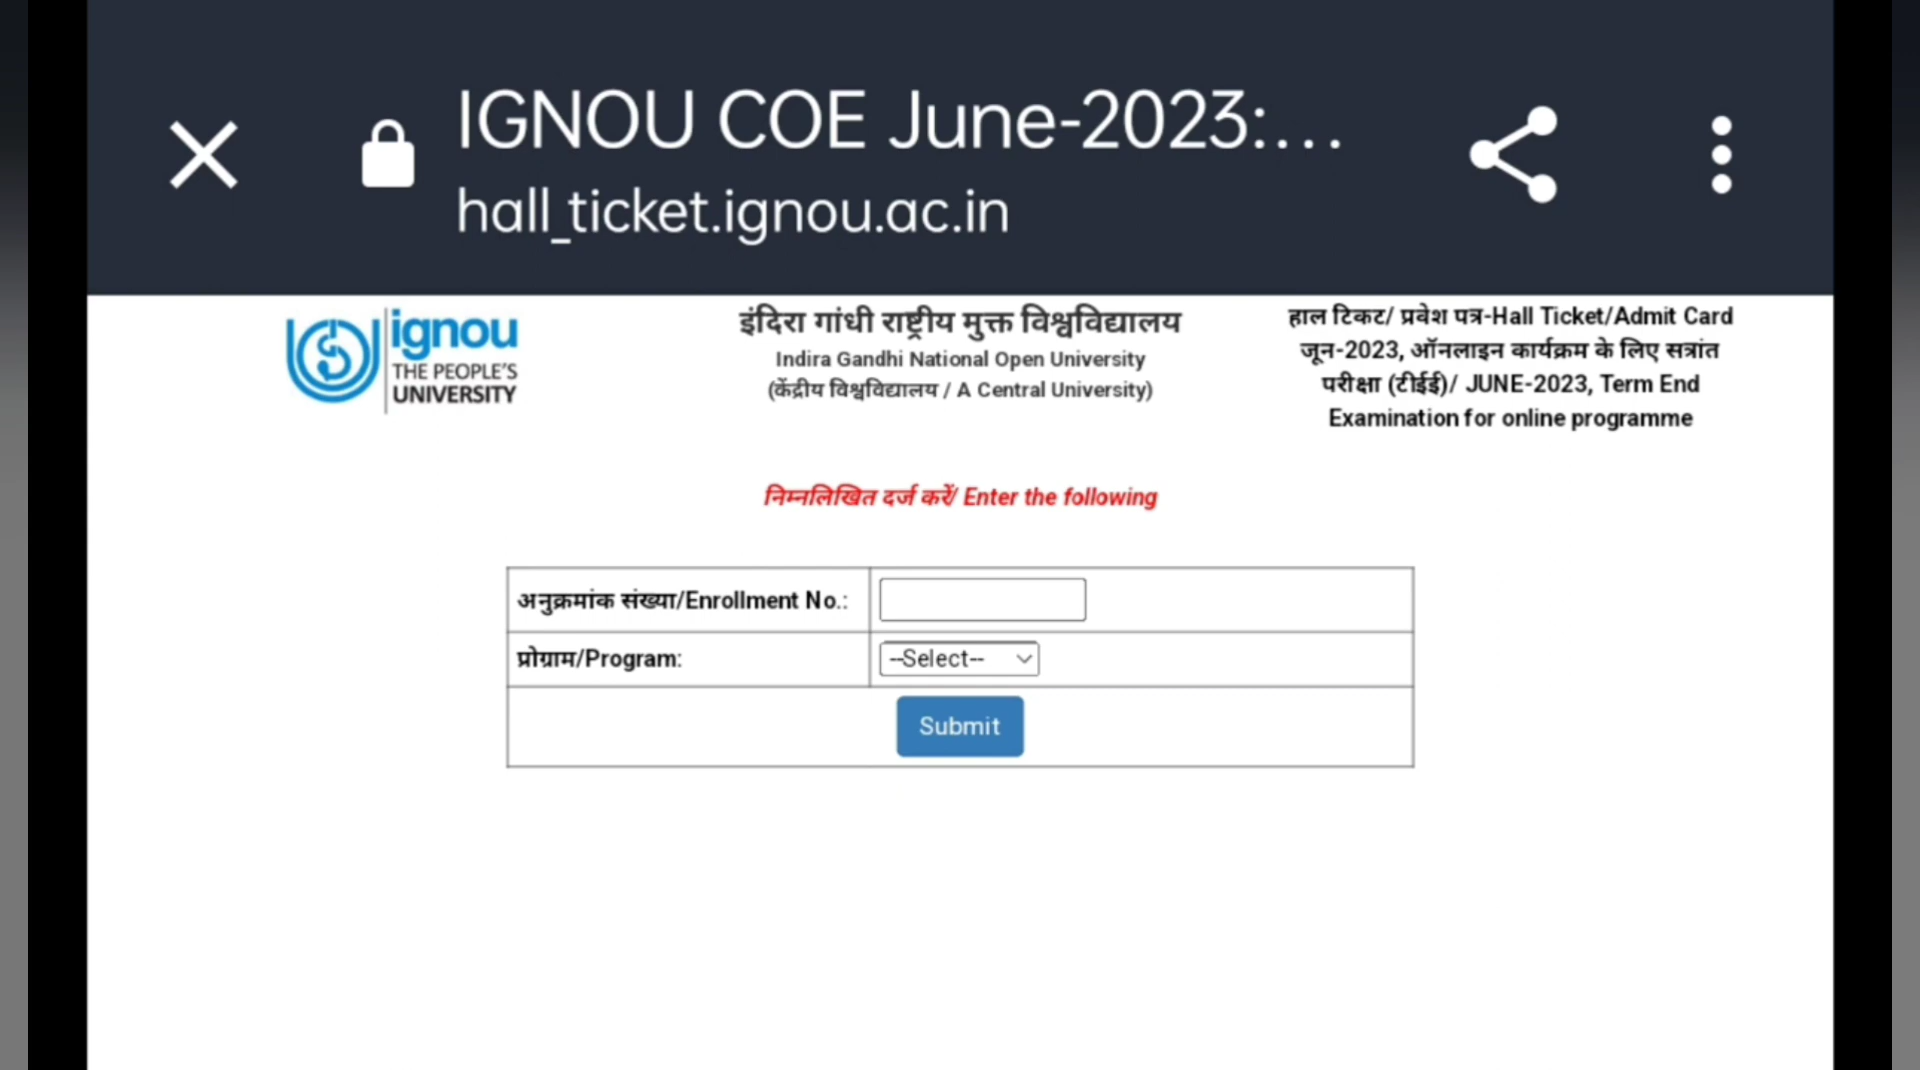 IGNOU COE June-2023:...
hall_ticket.ignou.ac.in
ignou
THE PEOPLE'S
UNIVERSITY
इंदिरा गांधी राष्ट्रीय मुक्त विश्वविद्यालय
Indira Gandhi National Open University
(केंद्रीय विश्वविद्यालय / A Central University)
हाल टिकट/ प्रवेश पत्र-Hall Ticket/Admit Card
जून-2023, ऑनलाइन कार्यक्रम के लिए सत्रांत
परीक्षा (टीईई)/ JUNE-2023, Term End
Examination for online programme
निम्नलिखित दर्ज करें/ Enter the following
अनुक्रमांक संख्या/Enrollment No.:
प्रोग्राम/Program:
--Select--
Submit